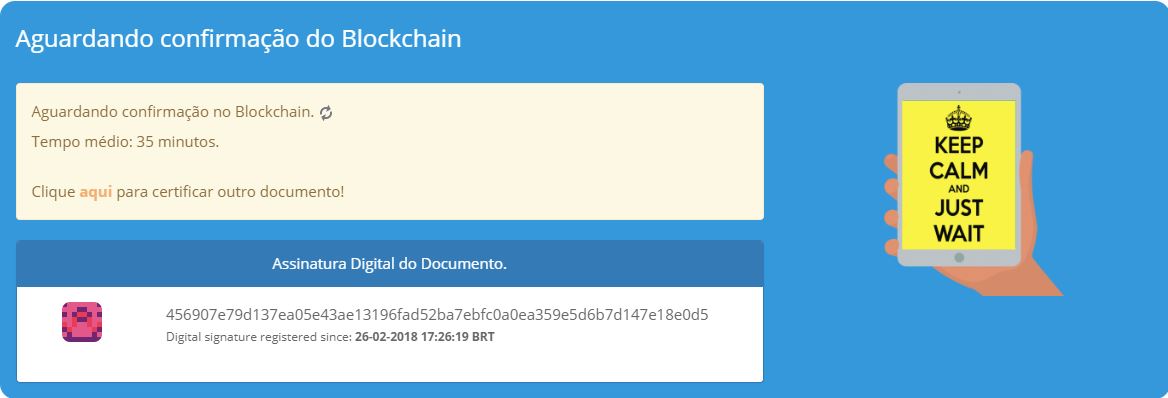 Aguardando confirmação do Blockchain
Aguardando confirmação no Blockchain.
Tempo médio: 35 minutos.
Clique aqui para certificar outro documento!
KEEP
CALM
AND
JUST
WAIT
Assinatura Digital do Documento.
456907e79d137ea05e43ae13196fad52ba7ebfc0a0ea359e5d6b7d147e18e0d5
Digital signature registered since: 26-02-2018 17:26:19 BRT